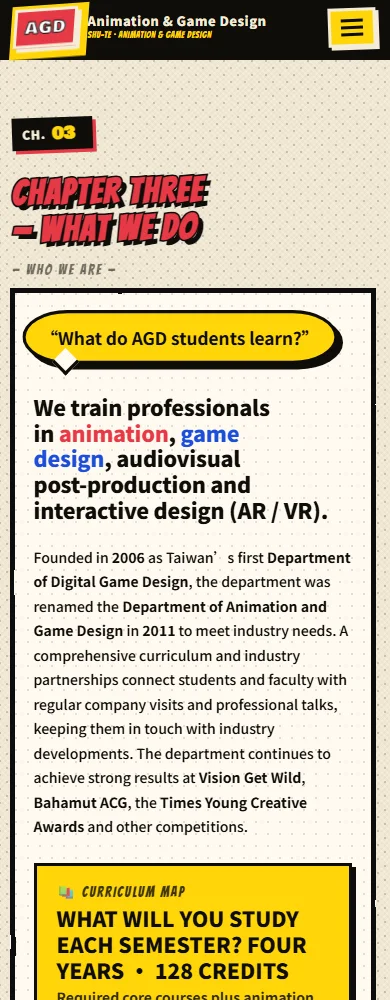 AGD
Animation & Game Design
SHU-TE · ANIMATION & GAME DESIGN
CH. 03
CHAPTER THREE
— WHAT WE DO
— WHO WE ARE —
“What do AGD students learn?”
We train professionals
in animation, game
design, audiovisual
post-production and
interactive design (AR / VR).
Founded in 2006 as Taiwan’s first Department
of Digital Game Design, the department was
renamed the Department of Animation and
Game Design in 2011 to meet industry needs. A
comprehensive curriculum and industry
partnerships connect students and faculty with
regular company visits and professional talks,
keeping them in touch with industry
developments. The department continues to
achieve strong results at Vision Get Wild,
Bahamut ACG, the Times Young Creative
Awards and other competitions.
CURRICULUM MAP
WHAT WILL YOU STUDY
EACH SEMESTER? FOUR
YEARS • 128 CREDITS
Required core courses plus animation